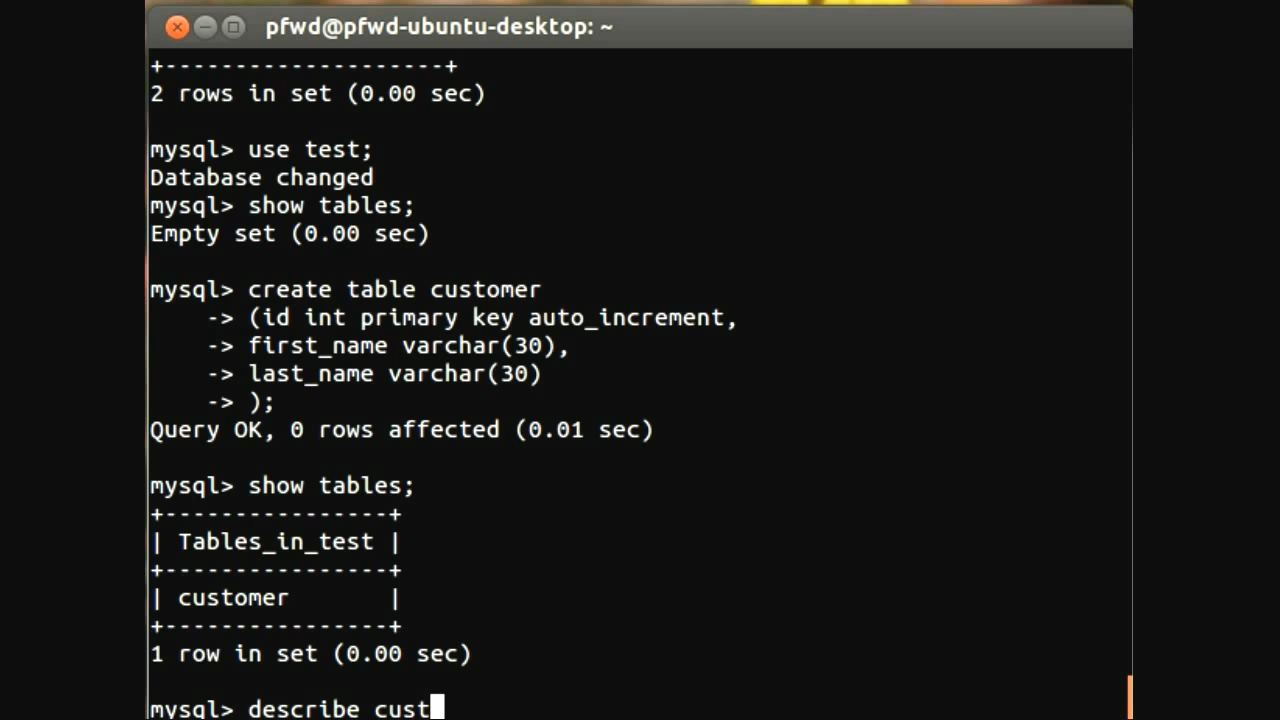 pfwd@pfwd-ubuntu-desktop: ~
+--------------------+
2 rows in set (0.00 sec)
mysql> use test;
Database changed
mysql> show tables;
Empty set (0.00 sec)
mysql> create table customer
    -> (id int primary key auto_increment,
    -> first_name varchar(30),
    -> last_name varchar(30)
    -> );
Query OK, 0 rows affected (0.01 sec)
mysql> show tables;
+----------------+
| Tables_in_test |
+----------------+
| customer       |
+----------------+
1 row in set (0.00 sec)
mysql> describe cust